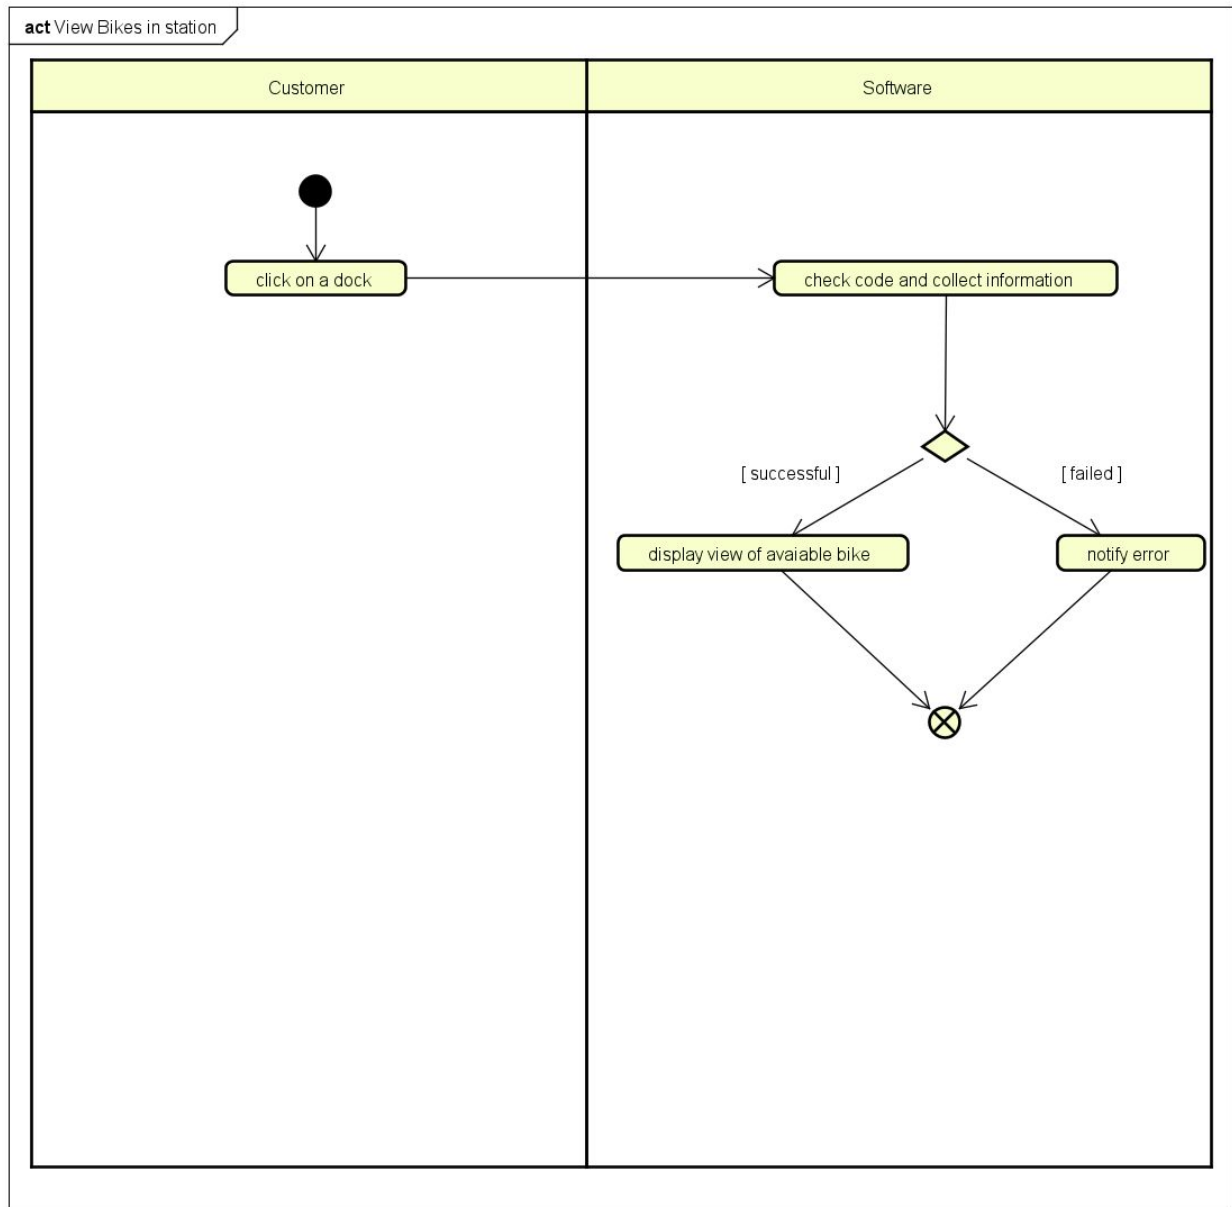 act View Bikes in station
Customer
Software
click on a dock
check code and collect information
[ successful ]
[ failed ]
display view of avaiable bike
notify error